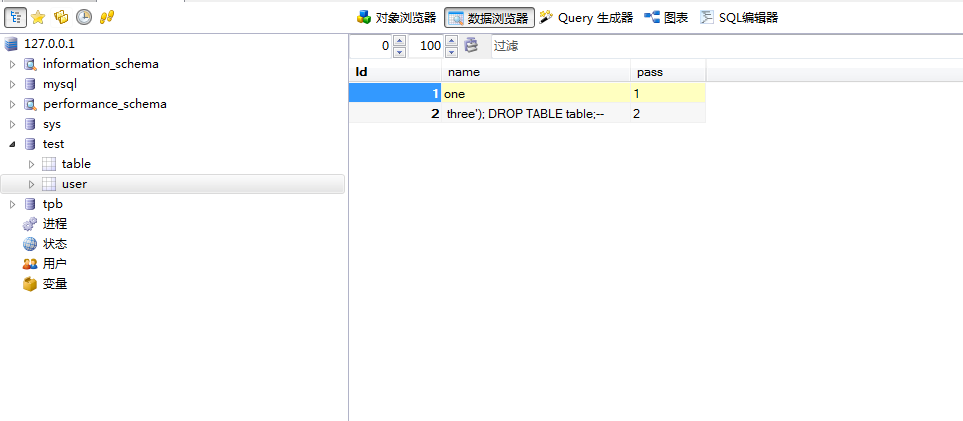 对象浏览器 数据浏览器 Query 生成器 图表 SQL编辑器
127.0.0.1
information_schema
mysql
performance_schema
sys
test
table
user
tpb
进程
状态
用户
变量
0 100 过滤
Id name pass
1 one 1
2 three'); DROP TABLE table;-- 2